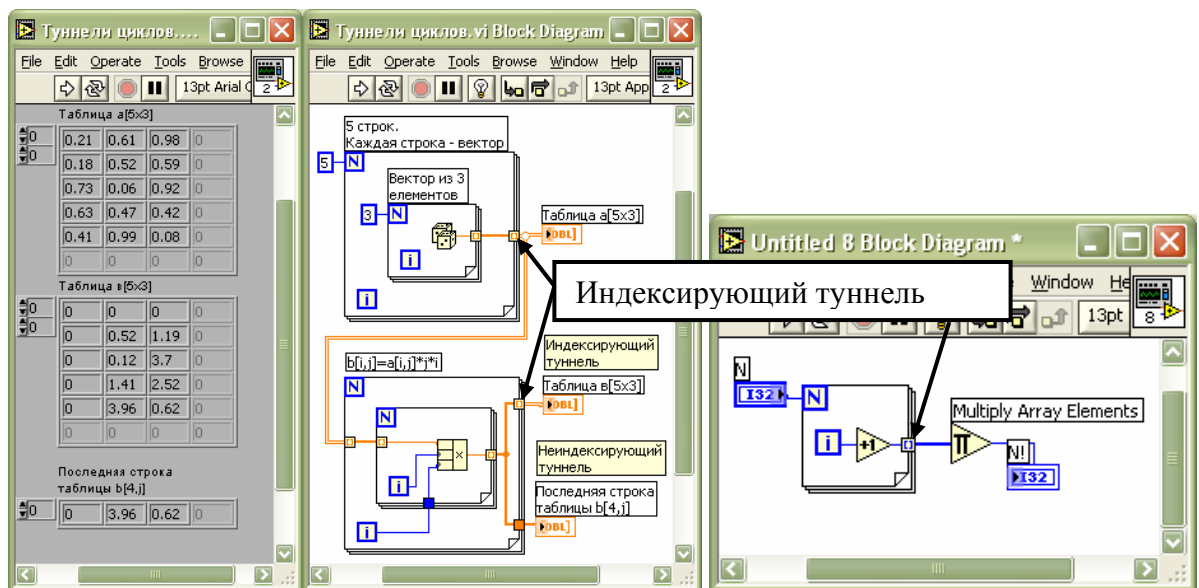 Туннели циклов....
File Edit Operate Tools Browse
13pt Arial
2
Таблица a[5x3]
0
0
0.21 0.61 0.98 0
0.18 0.52 0.59 0
0.73 0.06 0.92 0
0.63 0.47 0.42 0
0.41 0.99 0.08 0
0 0 0 0
Таблица в[5x3]
0
0
0 0 0 0
0 0.52 1.19 0
0 0.12 3.7 0
0 1.41 2.52 0
0 3.96 0.62 0
0 0 0 0
Последняя строка
таблицы b[4,j]
0
0 3.96 0.62 0
Туннели циклов.vi Block Diagram
File Edit Operate Tools Browse Window Help
13pt App
2
5 строк.
Каждая строка - вектор
5 N
Вектор из 3
элементов
3 N
i
i
Таблица a[5x3]
DBL]
b[i,j]=a[i,j]*j*i
N
N
x
i
i
Индексирующий
туннель
Таблица в[5x3]
DBL]
Неиндексирующий
туннель
Последняя строка
таблицы b[4,j]
DBL]
Индексирующий туннель
Untitled 8 Block Diagram *
Window
13pt
8
N
I32
N
i +1
Multiply Array Elements
Π
N!
I32